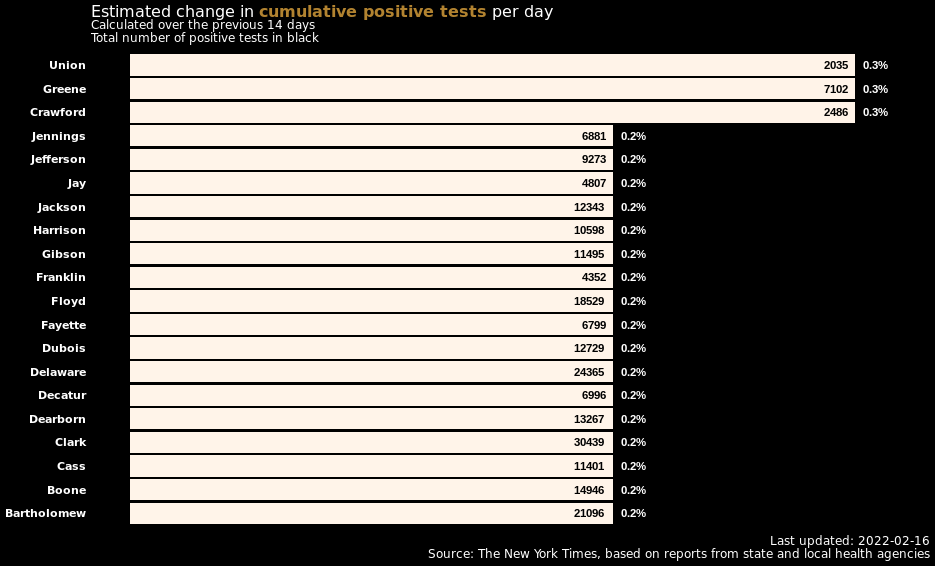 Estimated change in cumulative positive tests per day
Calculated over the previous 14 days
Total number of positive tests in black
Union 2035 0.3%
Greene 7102 0.3%
Crawford 2486 0.3%
Jennings 6881 0.2%
Jefferson 9273 0.2%
Jay 4807 0.2%
Jackson 12343 0.2%
Harrison 10598 0.2%
Gibson 11495 0.2%
Franklin 4352 0.2%
Floyd 18529 0.2%
Fayette 6799 0.2%
Dubois 12729 0.2%
Delaware 24365 0.2%
Decatur 6996 0.2%
Dearborn 13267 0.2%
Clark 30439 0.2%
Cass 11401 0.2%
Boone 14946 0.2%
Bartholomew 21096 0.2%
Last updated: 2022-02-16
Source: The New York Times, based on reports from state and local health agencies